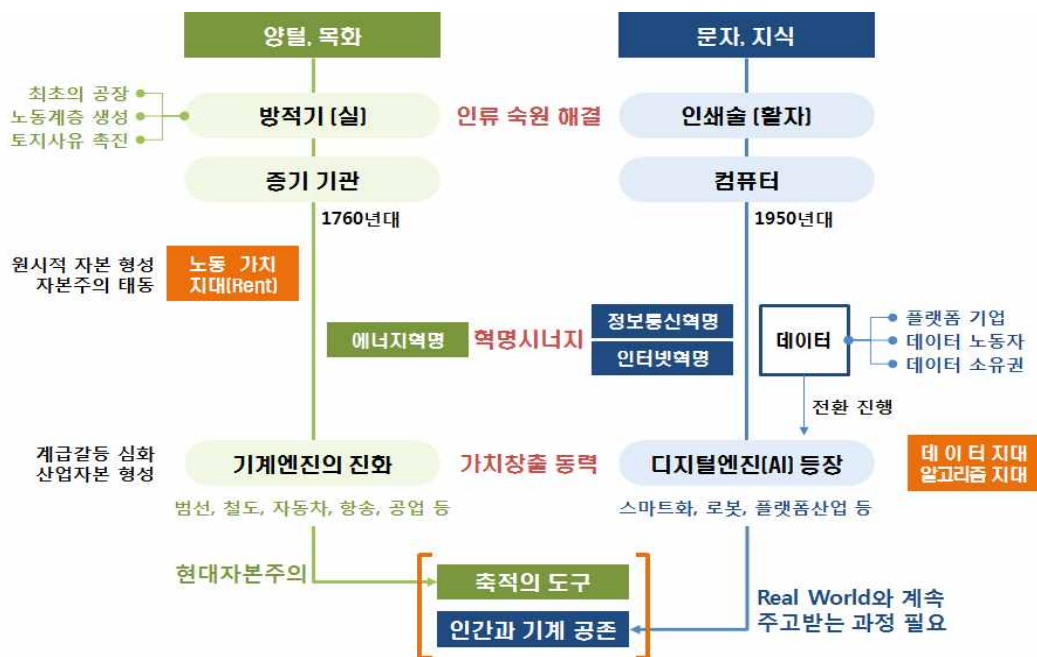 양털, 목화
문자, 지식
최초의 공장
노동계층 생성
토지사유 촉진
방적기 (실)
인류 숙원 해결
인쇄술 (활자)
증기 기관
컴퓨터
1760년대
1950년대
원시적 자본 형성
자본주의 태동
노동 가치
지대(Rent)
에너지혁명
혁명시너지
정보통신혁명
인터넷혁명
데이터
플랫폼 기업
데이터 노동자
데이터 소유권
전환 진행
계급갈등 심화
산업자본 형성
기계엔진의 진화
가치창출 동력
디지털엔진(AI) 등장
데이터 지대
알고리즘 지대
범선, 철도, 자동차, 항송, 공업 등
스마트화, 로봇, 플랫폼산업 등
현대자본주의
축적의 도구
인간과 기계 공존
Real World와 계속
주고받는 과정 필요